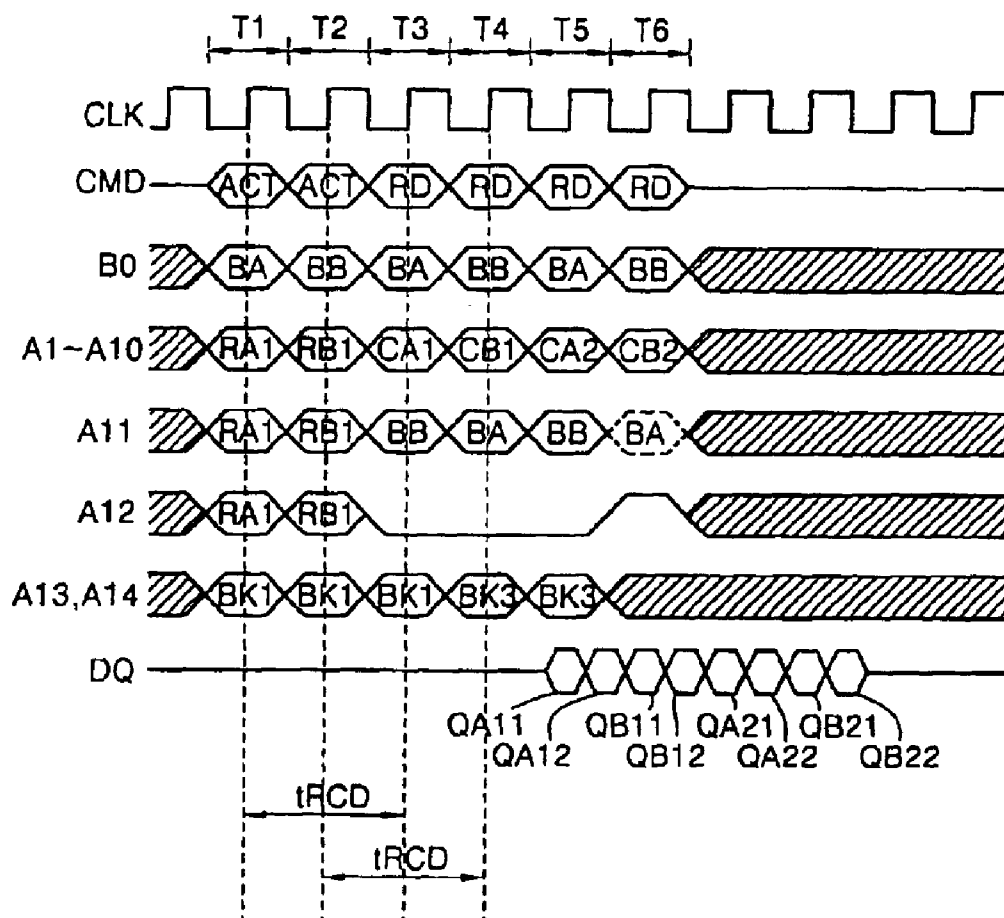 T1 T2 T3 T4 T5 T6
CLK
CMD ACT ACT RD RD RD RD
B0 BA BB BA BB BA BB
A1~A10 RA1 RB1 CA1 CB1 CA2 CB2
A11 RA1 RB1 BB BA BB BA
A12 RA1 RB1
A13,A14 BK1 BK1 BK1 BK3 BK3
DQ
QA11 QB11 QA21 QB21
QA12 QB12 QA22 QB22
tRCD
tRCD